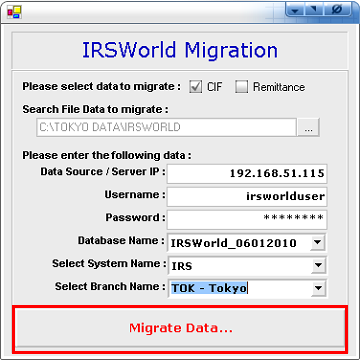 IRSWorld Migration
Please select data to migrate : CIF Remittance
Search File Data to migrate :
C:\TOKYO DATA\IRSWORLD ...
Please enter the following data :
Data Source / Server IP : 192.168.51.115
Username : irsworlduser
Password : ********
Database Name : IRSWorld_06012010
Select System Name : IRS
Select Branch Name : TOK - Tokyo
Migrate Data...